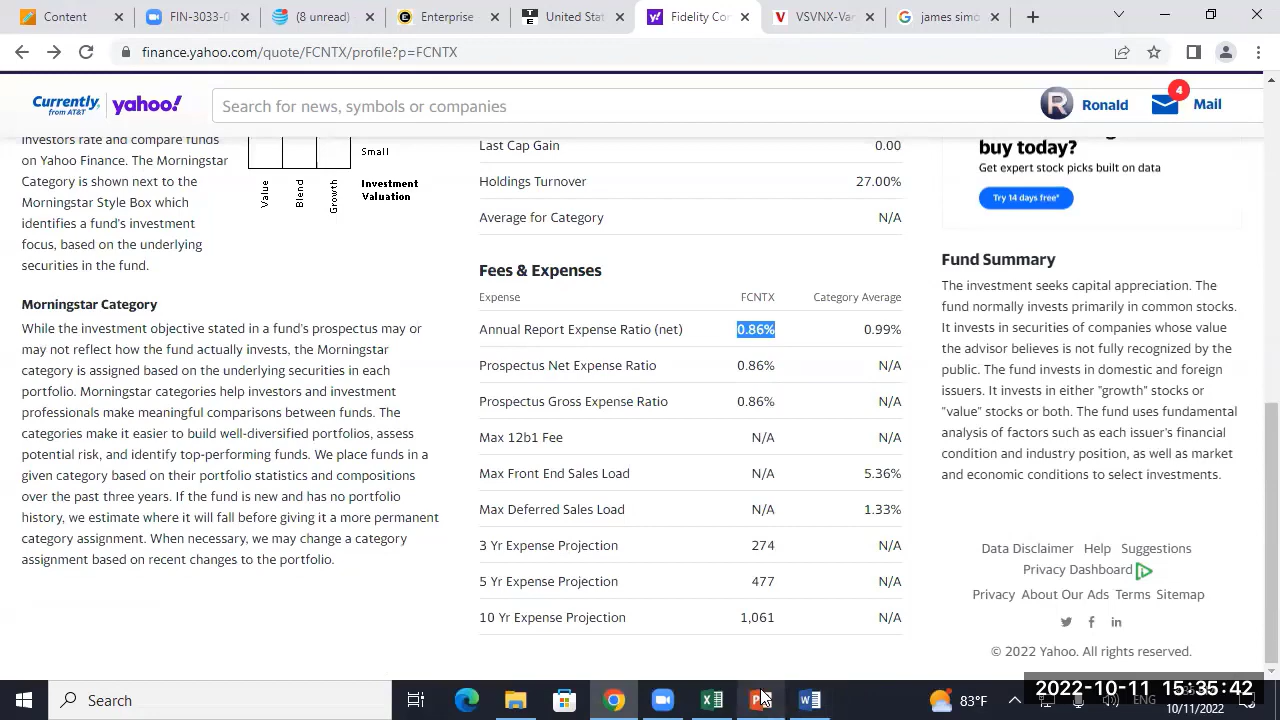 Content
FIN-3033-0
(8 unread)
Enterprise
United Stat
Fidelity Con
VSVNX-Van
james simo
finance.yahoo.com/quote/FCNTX/profile?p=FCNTX
Currently,
from AT&T
yahoo!
Search for news, symbols or companies
R
Ronald
4
Mail
investors rate and compare funds
on Yahoo Finance. The Morningstar
Category is shown next to the
Morningstar Style Box which
identifies a fund's investment
focus, based on the underlying
securities in the fund.
Small
Value
Blend
Growth
Investment
Valuation
Morningstar Category
While the investment objective stated in a fund's prospectus may or
may not reflect how the fund actually invests, the Morningstar
category is assigned based on the underlying securities in each
portfolio. Morningstar categories help investors and investment
professionals make meaningful comparisons between funds. The
categories make it easier to build well-diversified portfolios, assess
potential risk, and identify top-performing funds. We place funds in a
given category based on their portfolio statistics and compositions
over the past three years. If the fund is new and has no portfolio
history, we estimate where it will fall before giving it a more permanent
category assignment. When necessary, we may change a category
assignment based on recent changes to the portfolio.
Last Cap Gain 0.00
Holdings Turnover 27.00%
Average for Category N/A
Fees & Expenses
Expense FCNTX Category Average
Annual Report Expense Ratio (net) 0.86% 0.99%
Prospectus Net Expense Ratio 0.86% N/A
Prospectus Gross Expense Ratio 0.86% N/A
Max 12b1 Fee N/A N/A
Max Front End Sales Load N/A 5.36%
Max Deferred Sales Load N/A 1.33%
3 Yr Expense Projection 274 N/A
5 Yr Expense Projection 477 N/A
10 Yr Expense Projection 1,061 N/A
buy today?
Get expert stock picks built on data
Try 14 days free*
Fund Summary
The investment seeks capital appreciation. The
fund normally invests primarily in common stocks.
It invests in securities of companies whose value
the advisor believes is not fully recognized by the
public. The fund invests in domestic and foreign
issuers. It invests in either "growth" stocks or
"value" stocks or both. The fund uses fundamental
analysis of factors such as each issuer's financial
condition and industry position, as well as market
and economic conditions to select investments.
Data Disclaimer Help Suggestions
Privacy Dashboard
Privacy About Our Ads Terms Sitemap
© 2022 Yahoo. All rights reserved.
Search
83°F
2022-10-11 15:35:42
ENG
10/11/2022